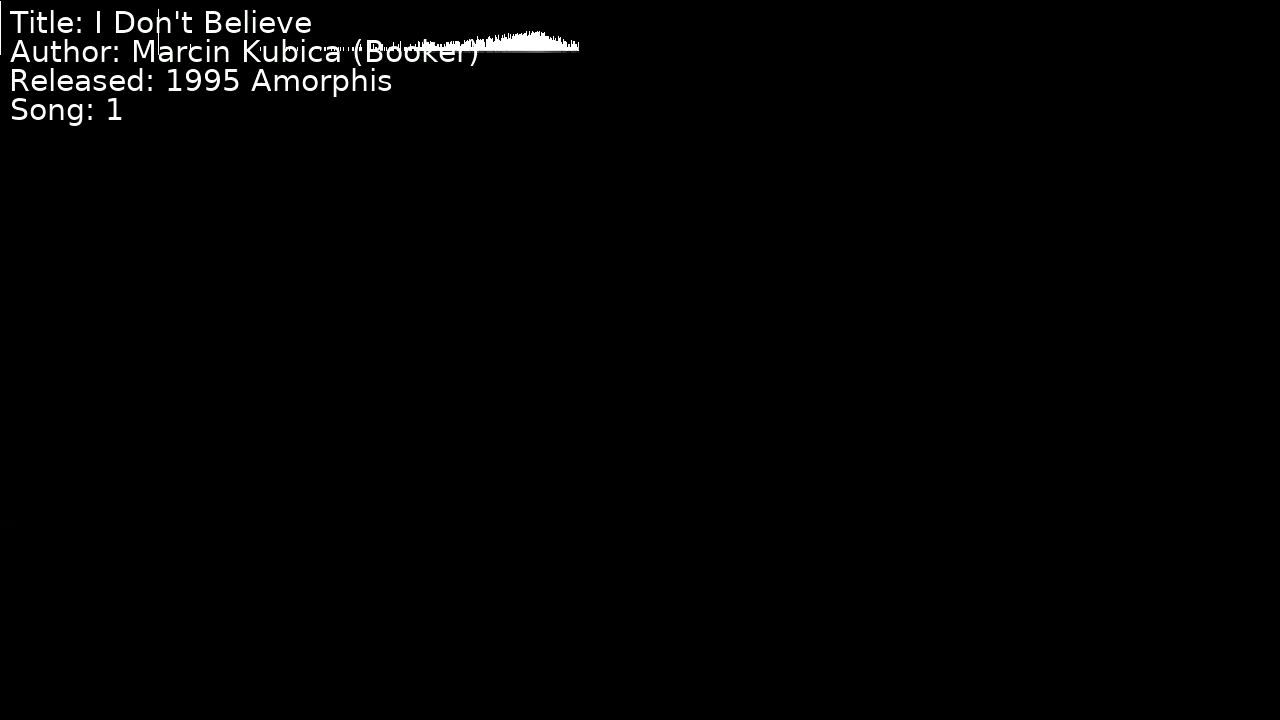 Title: I Don't Believe
Author: Marcin Kubica (Booker)
Released: 1995 Amorphis
Song: 1